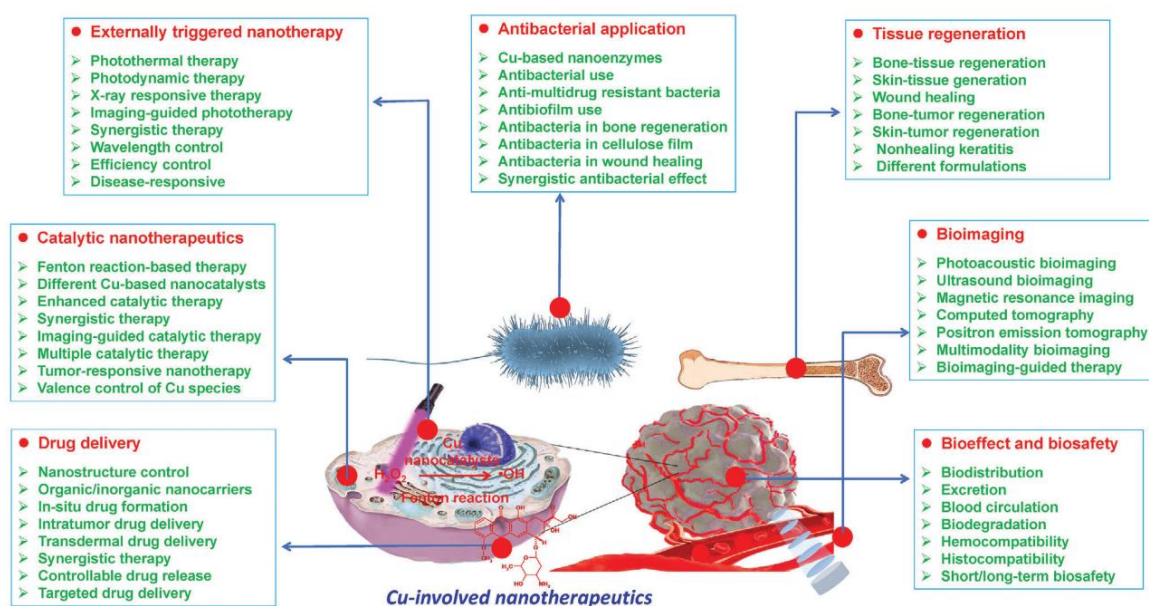 Externally triggered nanotherapy
Photothermal therapy
Photodynamic therapy
X-ray responsive therapy
Imaging-guided phototherapy
Synergistic therapy
Wavelength control
Efficiency control
Disease-responsive
Antibacterial application
Cu-based nanoenzymes
Antibacterial use
Anti-multidrug resistant bacteria
Antibiofilm use
Antibacteria in bone regeneration
Antibacteria in cellulose film
Antibacteria in wound healing
Synergistic antibacterial effect
Tissue regeneration
Bone-tissue regeneration
Skin-tissue generation
Wound healing
Bone-tumor regeneration
Skin-tumor regeneration
Nonhealing keratitis
Different formulations
Catalytic nanotherapeutics
Fenton reaction-based therapy
Different Cu-based nanocatalysts
Enhanced catalytic therapy
Synergistic therapy
Imaging-guided catalytic therapy
Multiple catalytic therapy
Tumor-responsive nanotherapy
Valence control of Cu species
Bioimaging
Photoacoustic bioimaging
Ultrasound bioimaging
Magnetic resonance imaging
Computed tomography
Positron emission tomography
Multimodality bioimaging
Bioimaging-guided therapy
Drug delivery
Nanostructure control
Organic/inorganic nanocarriers
In-situ drug formation
Intratumor drug delivery
Transdermal drug delivery
Synergistic therapy
Controllable drug release
Targeted drug delivery
Cu
nanocatalysts
H₂O₂ ·OH
Fenton reaction
Bioeffect and biosafety
Biodistribution
Excretion
Blood circulation
Biodegradation
Hemocompatibility
Histocompatibility
Short/long-term biosafety
Cu-involved nanotherapeutics